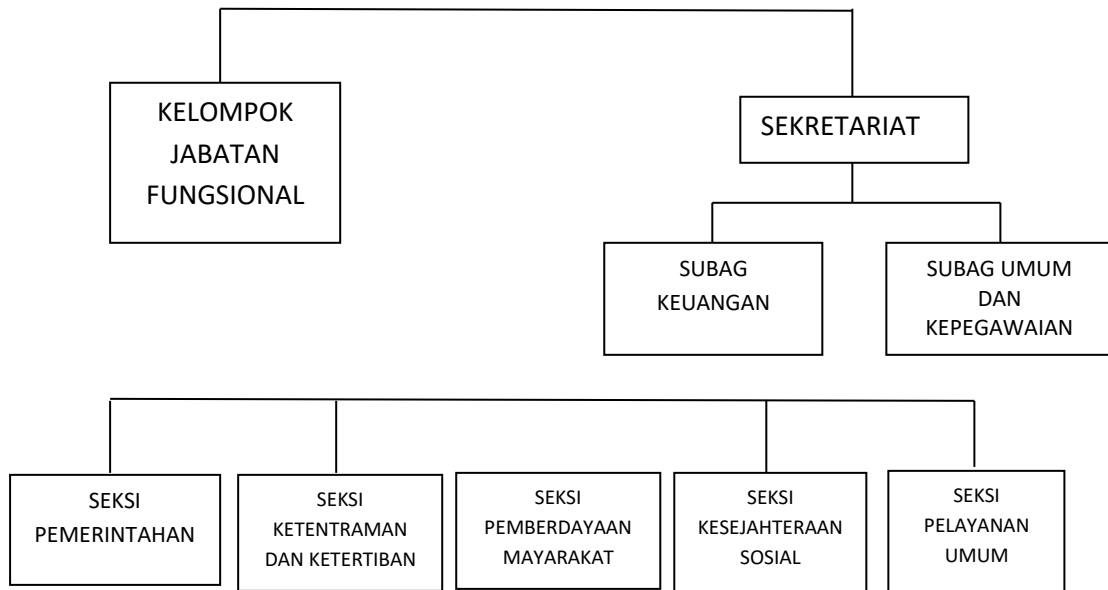 KELOMPOK
JABATAN
FUNGSIONAL
SEKRETARIAT
SUBAG
KEUANGAN
SUBAG UMUM
DAN
KEPEGAWAIAN
SEKSI
PEMERINTAHAN
SEKSI
KETENTRAMAN
DAN KETERTIBAN
SEKSI
PEMBERDAYAAN
MAYARAKAT
SEKSI
KESEJAHTERAAN
SOSIAL
SEKSI
PELAYANAN
UMUM